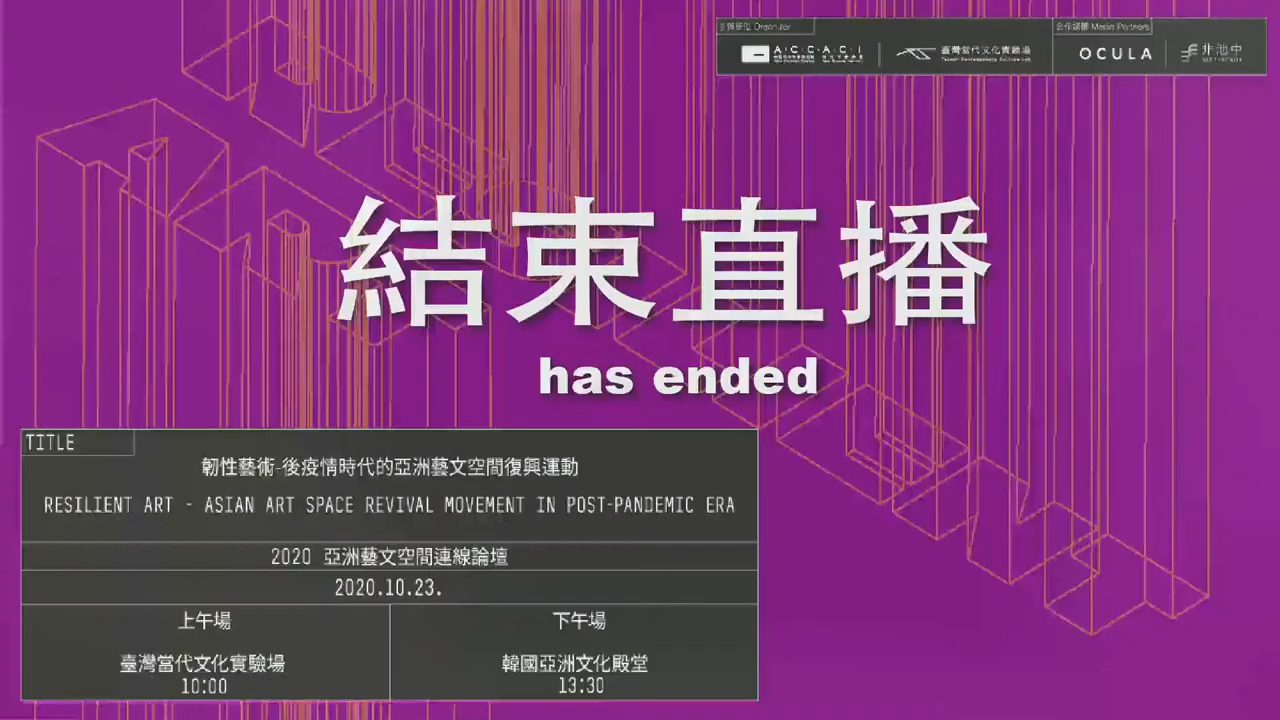 Organizer
合作媒體 Media Partners
A·C·C·A·C·I
臺灣當代文化實驗場
Taiwan Contemporary Culture Lab
OCULA
非池中
結束直播
has ended
TITLE
韌性藝術-後疫情時代的亞洲藝文空間復興運動
RESILIENT ART - ASIAN ART SPACE REVIVAL MOVEMENT IN POST-PANDEMIC ERA
2020 亞洲藝文空間連線論壇
2020.10.23.
上午場
下午場
臺灣當代文化實驗場
韓國亞洲文化殿堂
10:00
13:30